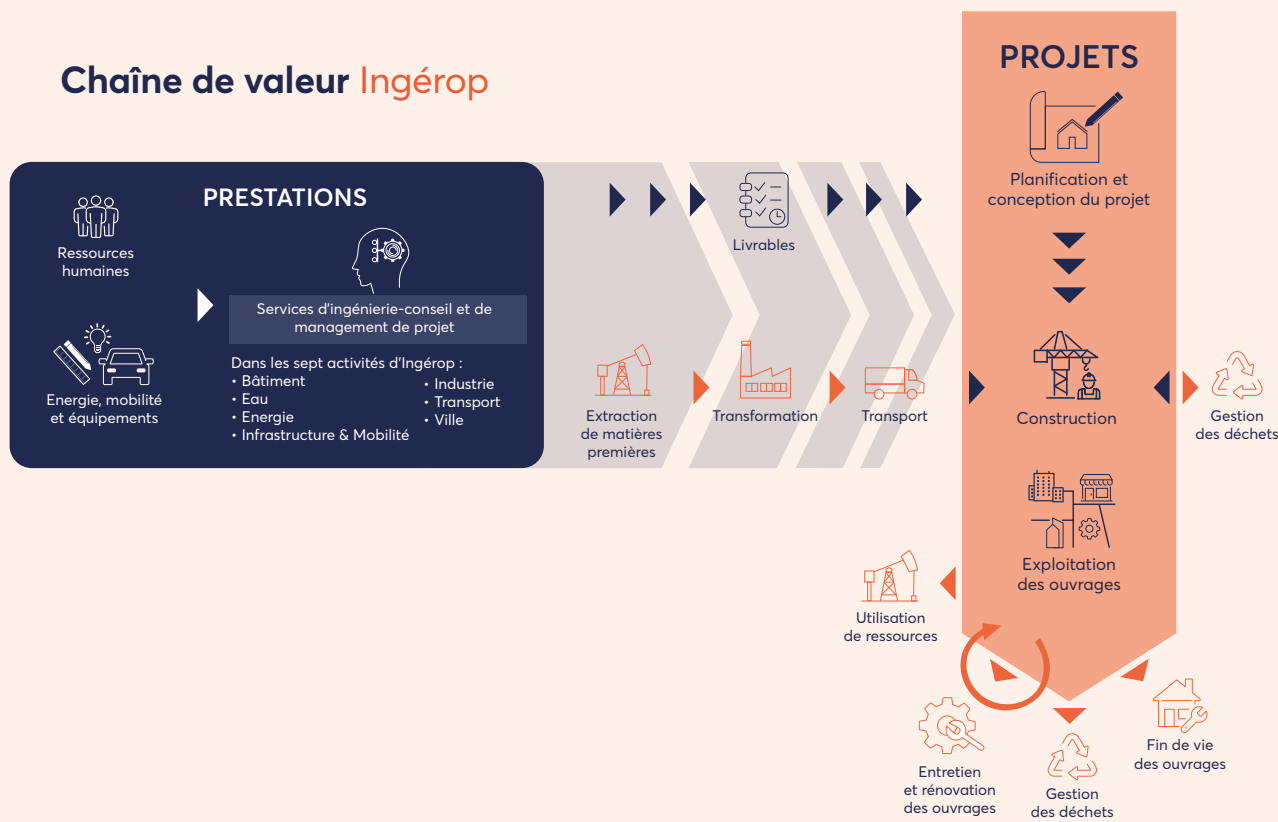 Chaîne de valeur Ingérop
PRESTATIONS
Ressources
humaines
Energie, mobilité
et équipements
Services d'ingénierie-conseil et de
management de projet
Dans les sept activités d'Ingérop :
• Bâtiment
• Eau
• Energie
• Infrastructure & Mobilité
• Industrie
• Transport
• Ville
Livrables
Extraction
de matières
premières
Transformation
Transport
PROJETS
Planification et
conception du projet
Construction
Gestion
des déchets
Exploitation
des ouvrages
Utilisation
de ressources
Entretien
et rénovation
des ouvrages
Gestion
des déchets
Fin de vie
des ouvrages